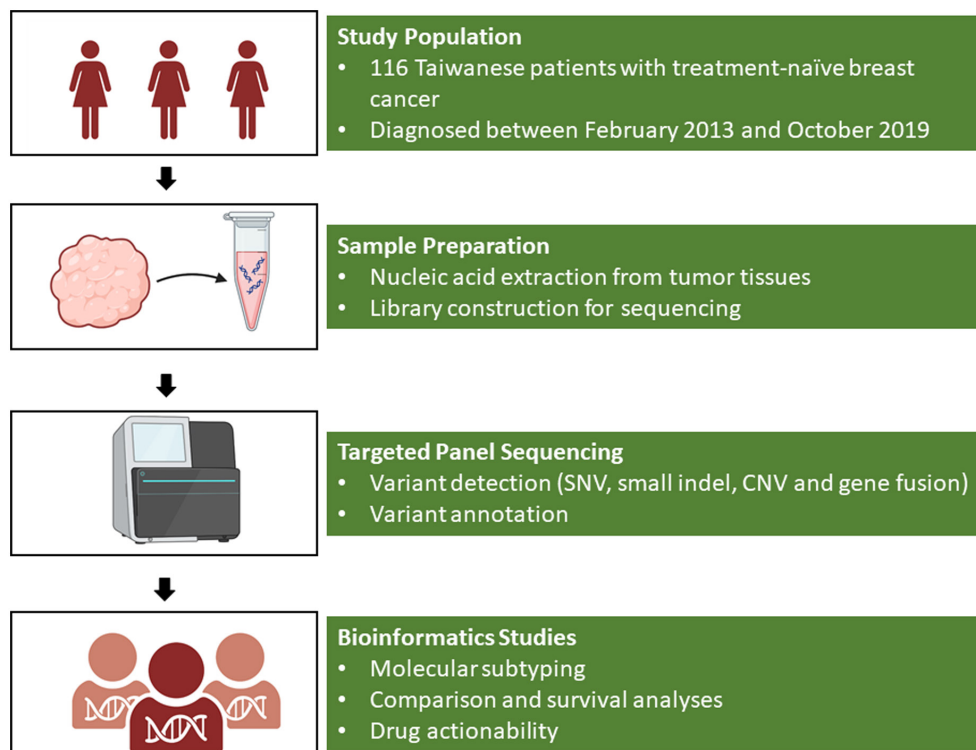 Study Population
• 116 Taiwanese patients with treatment-naïve breast
cancer
• Diagnosed between February 2013 and October 2019
Sample Preparation
• Nucleic acid extraction from tumor tissues
• Library construction for sequencing
Targeted Panel Sequencing
• Variant detection (SNV, small indel, CNV and gene fusion)
• Variant annotation
Bioinformatics Studies
• Molecular subtyping
• Comparison and survival analyses
• Drug actionability